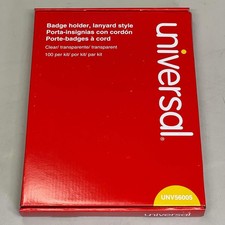 Badge holder, lanyard style
Porta-insignias con cordón
Porte-badges à cord
Clear/ transparente/ transparent
100 per kit/ por kit/ par kit
universal
UNV56005